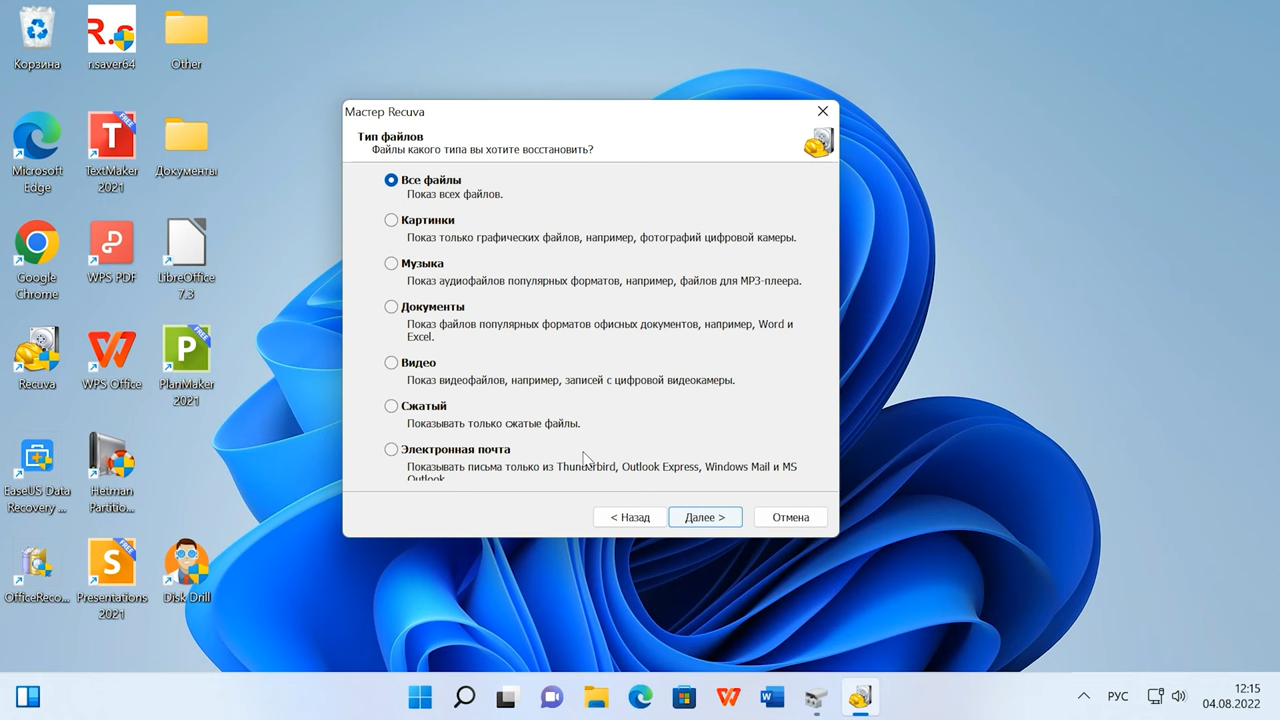 Корзина
r.saver64
Other
Microsoft
Edge
TextMaker
2021
FREE
Документы
Google
Chrome
WPS PDF
LibreOffice
7.3
Recuva
WPS Office
PlanMaker
2021
FREE
EaseUS Data
Recovery ...
Hetman
Partitio...
OfficeReco...
Presentations
2021
FREE
Disk Drill
Мастер Recuva
Тип файлов
Файлы какого типа вы хотите восстановить?
Все файлы
Показ всех файлов.
Картинки
Показ только графических файлов, например, фотографий цифровой камеры.
Музыка
Показ аудиофайлов популярных форматов, например, файлов для MP3-плеера.
Документы
Показ файлов популярных форматов офисных документов, например, Word и
Excel.
Видео
Показ видеофайлов, например, записей с цифровой видеокамеры.
Сжатый
Показывать только сжатые файлы.
Электронная почта
Показывать письма только из Thunderbird, Outlook Express, Windows Mail и MS
Outlook
< Назад
Далее >
Отмена
РУС
12:15
04.08.2022